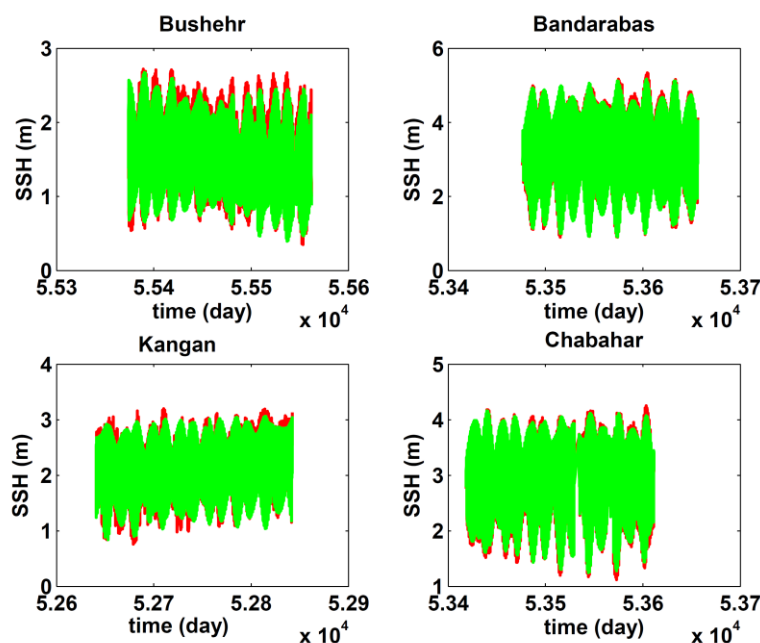 Bushehr
SSH (m)
3
2
1
0
5.53 5.54 5.55 5.56
time (day)
x 10^4
Bandarabas
SSH (m)
6
4
2
0
5.34 5.35 5.36 5.37
time (day)
x 10^4
Kangan
SSH (m)
4
3
2
1
0
5.26 5.27 5.28 5.29
time (day)
x 10^4
Chabahar
SSH (m)
5
4
3
2
1
5.34 5.35 5.36 5.37
time (day)
x 10^4